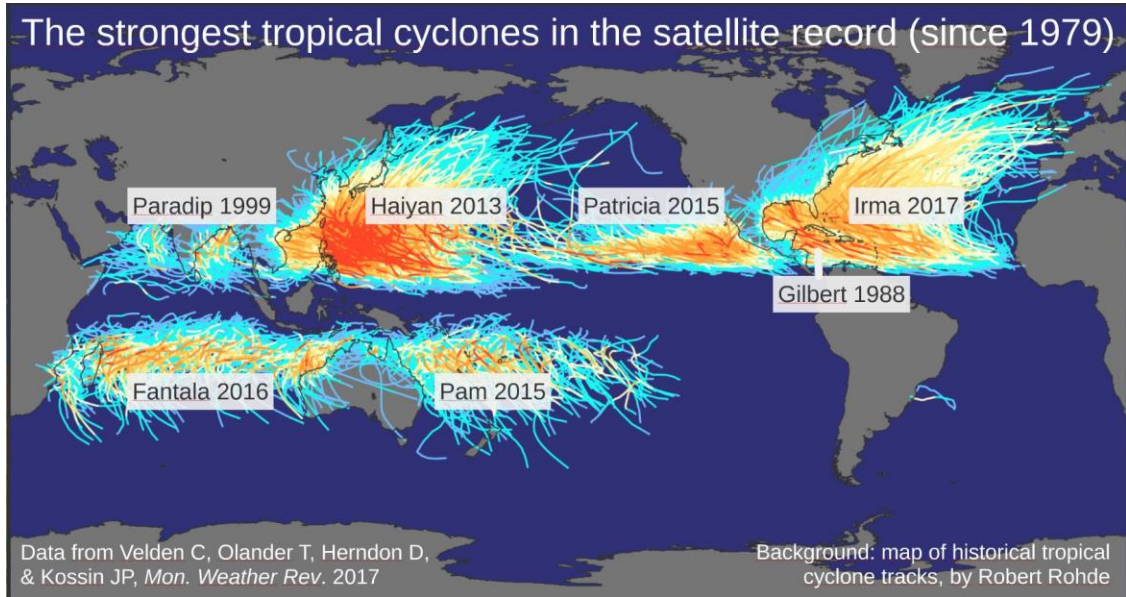 The strongest tropical cyclones in the satellite record (since 1979)
Paradip 1999
Haiyan 2013
Patricia 2015
Irma 2017
Gilbert 1988
Fantala 2016
Pam 2015
Data from Velden C, Olander T, Herndon D,
& Kossin JP, Mon. Weather Rev. 2017
Background: map of historical tropical
cyclone tracks, by Robert Rohde